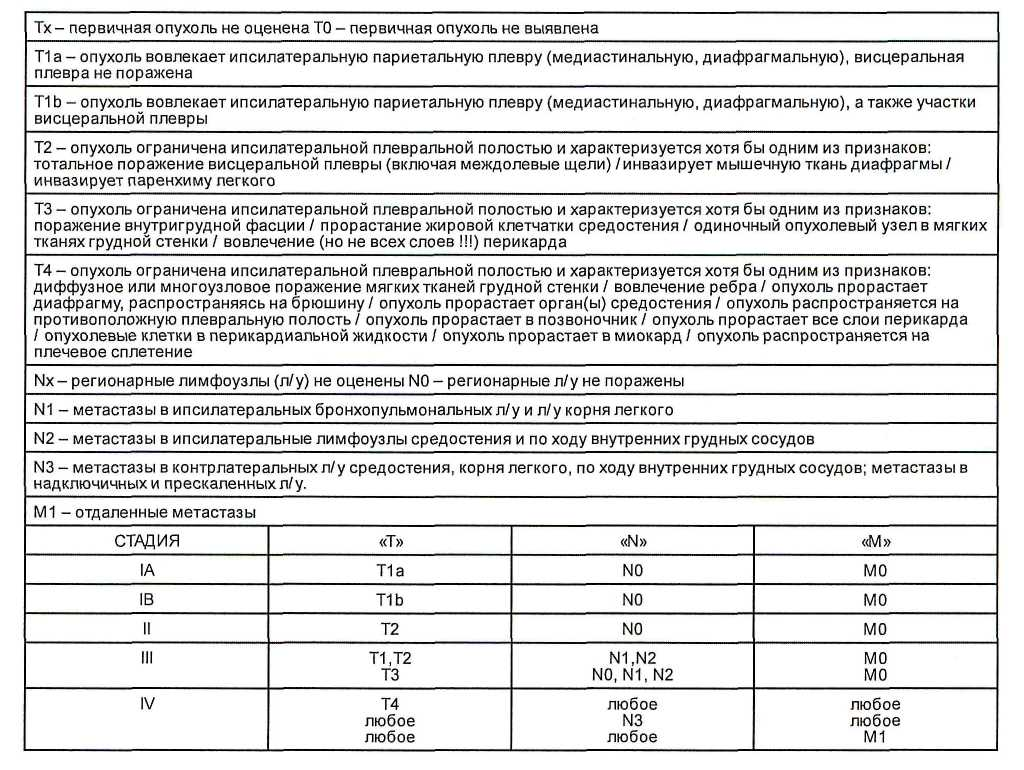 Tx – первичная опухоль не оценена T0 – первичная опухоль не выявлена
T1a – опухоль вовлекает ипсилатеральную париетальную плевру (медиастинальную, диафрагмальную), висцеральная
плевра не поражена
T1b – опухоль вовлекает ипсилатеральную париетальную плевру (медиастинальную, диафрагмальную), а также участки
висцеральной плевры
T2 – опухоль ограничена ипсилатеральной плевральной полостью и характеризуется хотя бы одним из признаков:
тотальное поражение висцеральной плевры (включая междолевые щели) / инвазирует мышечную ткань диафрагмы /
инвазирует паренхиму легкого
T3 – опухоль ограничена ипсилатеральной плевральной полостью и характеризуется хотя бы одним из признаков:
поражение внутригрудной фасции / прорастание жировой клетчатки средостения / одиночный опухолевый узел в мягких
тканях грудной стенки / вовлечение (но не всех слоев !!!) перикарда
T4 – опухоль ограничена ипсилатеральной плевральной полостью и характеризуется хотя бы одним из признаков:
диффузное или многоузловое поражение мягких тканей грудной стенки / вовлечение ребра / опухоль прорастает
диафрагму, распространяясь на брюшину / опухоль прорастает орган(ы) средостения / опухоль распространяется на
противоположную плевральную полость / опухоль прорастает в позвоночник / опухоль прорастает все слои перикарда
/ опухолевые клетки в перикардиальной жидкости / опухоль прорастает в миокард / опухоль распространяется на
плечевое сплетение
Nx – регионарные лимфоузлы (л/у) не оценены N0 – регионарные л/у не поражены
N1 – метастазы в ипсилатеральных бронхопульмональных л/у и л/у корня легкого
N2 – метастазы в ипсилатеральные лимфоузлы средостения и по ходу внутренних грудных сосудов
N3 – метастазы в контрлатеральных л/у средостения, корня легкого, по ходу внутренних грудных сосудов; метастазы в
надключичных и прескаленных л/у.
M1 – отдаленные метастазы
СТАДИЯ «T» «N» «M»
IA T1a N0 M0
IB T1b N0 M0
II T2 N0 M0
III T1,T2 N1,N2 M0
T3 N0, N1, N2 M0
IV T4 любое любое
любое N3 любое
любое любое M1